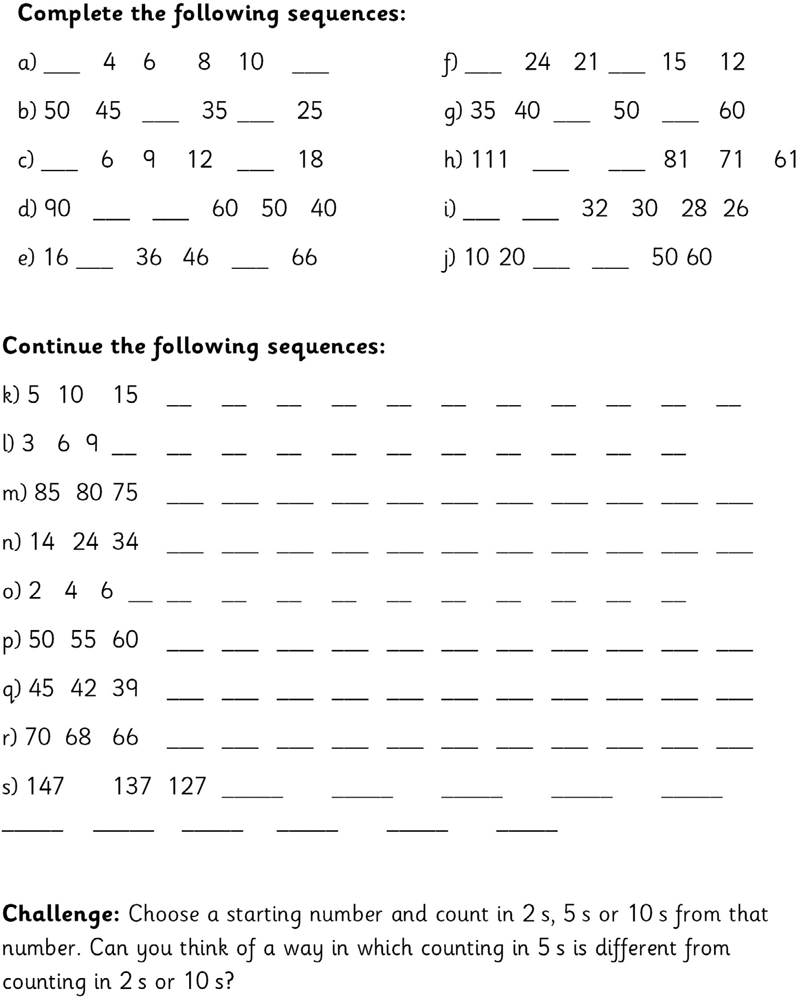 Complete the following sequences:
a) ___ 4 6 8 10 ___
b) 50 45 ___ 35 ___ 25
c) ___ 6 9 12 ___ 18
d) 90 ___ ___ 60 50 40
e) 16 ___ 36 46 ___ 66
f) ___ 24 21 ___ 15 12
g) 35 40 ___ 50 ___ 60
h) 111 ___ ___ 81 71 61
i) ___ ___ 32 30 28 26
j) 10 20 ___ ___ 50 60
Continue the following sequences:
k) 5 10 15 __ __ __ __ __ __ __ __ __ __ __
l) 3 6 9 __ __ __ __ __ __ __ __ __ __ __
m) 85 80 75 ___ ___ ___ ___ ___ ___ ___ ___ ___ ___ ___
n) 14 24 34 ___ ___ ___ ___ ___ ___ ___ ___ ___ ___ ___
o) 2 4 6 __ __ __ __ __ __ __ __ __ __ __
p) 50 55 60 ___ ___ ___ ___ ___ ___ ___ ___ ___ ___ ___
q) 45 42 39 ___ ___ ___ ___ ___ ___ ___ ___ ___ ___ ___
r) 70 68 66 ___ ___ ___ ___ ___ ___ ___ ___ ___ ___ ___
s) 147 137 127 _____ _____ _____ _____ _____
_____ _____ _____ _____ _____ _____
Challenge: Choose a starting number and count in 2 s, 5 s or 10 s from that
number. Can you think of a way in which counting in 5 s is different from
counting in 2 s or 10 s?